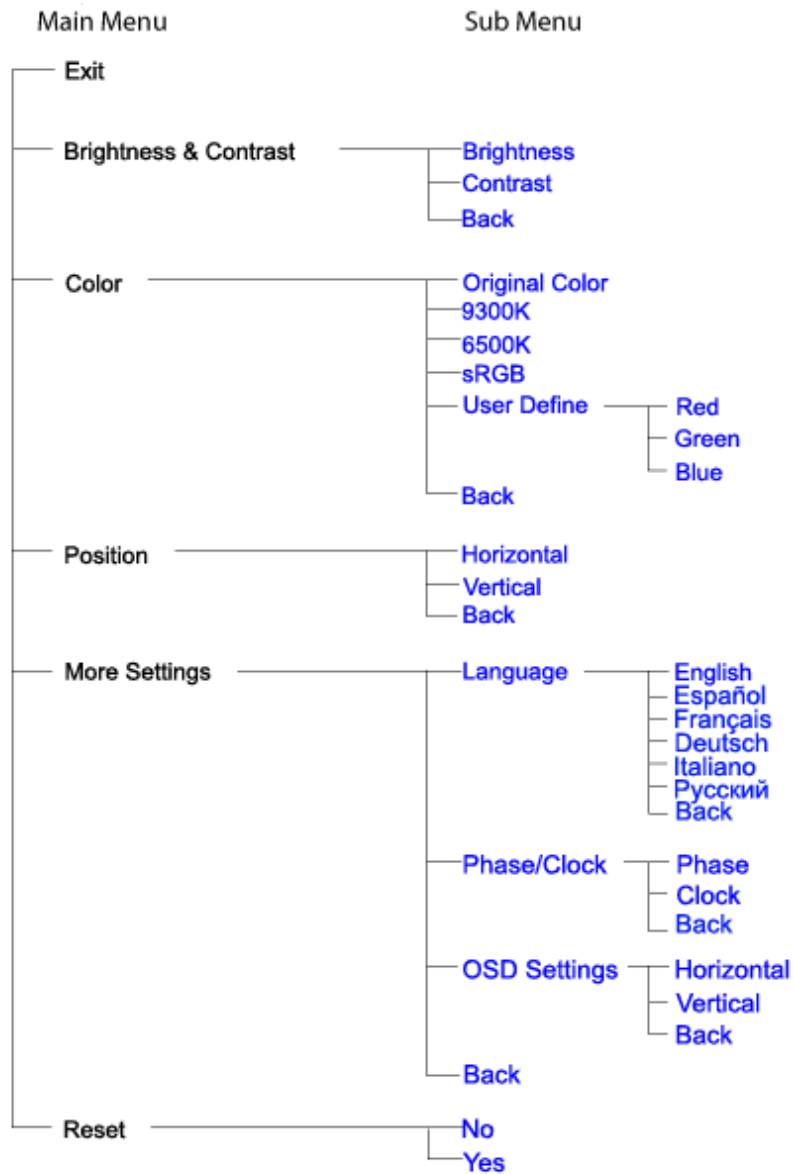 Main Menu Sub Menu
Exit
Brightness & Contrast Brightness
Contrast
Back
Color Original Color
9300K
6500K
sRGB
User Define Red
Green
Blue
Back
Position Horizontal
Vertical
Back
More Settings Language English
Español
Français
Deutsch
Italiano
Русский
Back
Phase/Clock Phase
Clock
Back
OSD Settings Horizontal
Vertical
Back
Back
Reset No
Yes